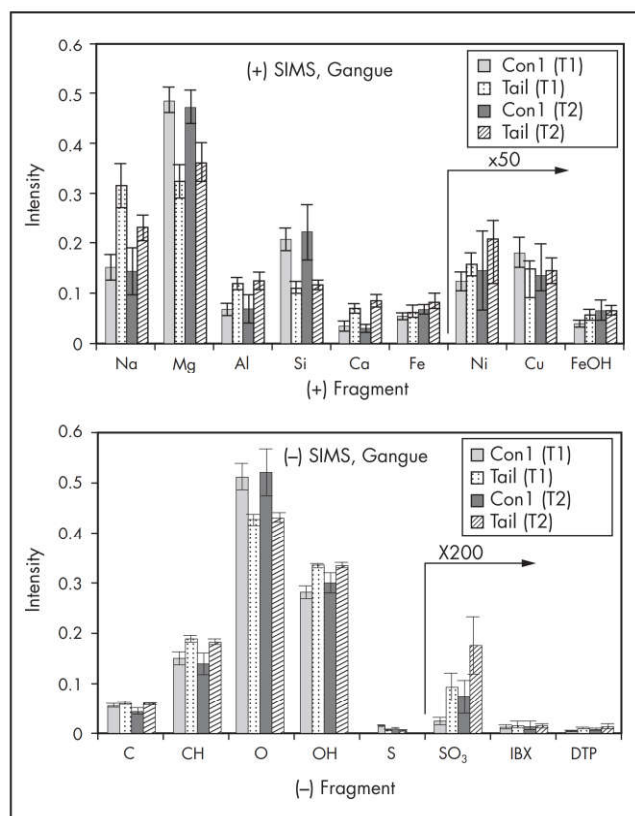 0.6
(+) SIMS, Gangue
Con1 (T1)
Tail (T1)
Con1 (T2)
Tail (T2)
0.5
0.4
x50
0.3
0.2
0.1
0
Intensity
Na Mg Al Si Ca Fe Ni Cu FeOH
(+) Fragment
0.6
(–) SIMS, Gangue
Con1 (T1)
Tail (T1)
Con1 (T2)
Tail (T2)
0.5
0.4
X200
0.3
0.2
0.1
0
Intensity
C CH O OH S SO₃ IBX DTP
(–) Fragment